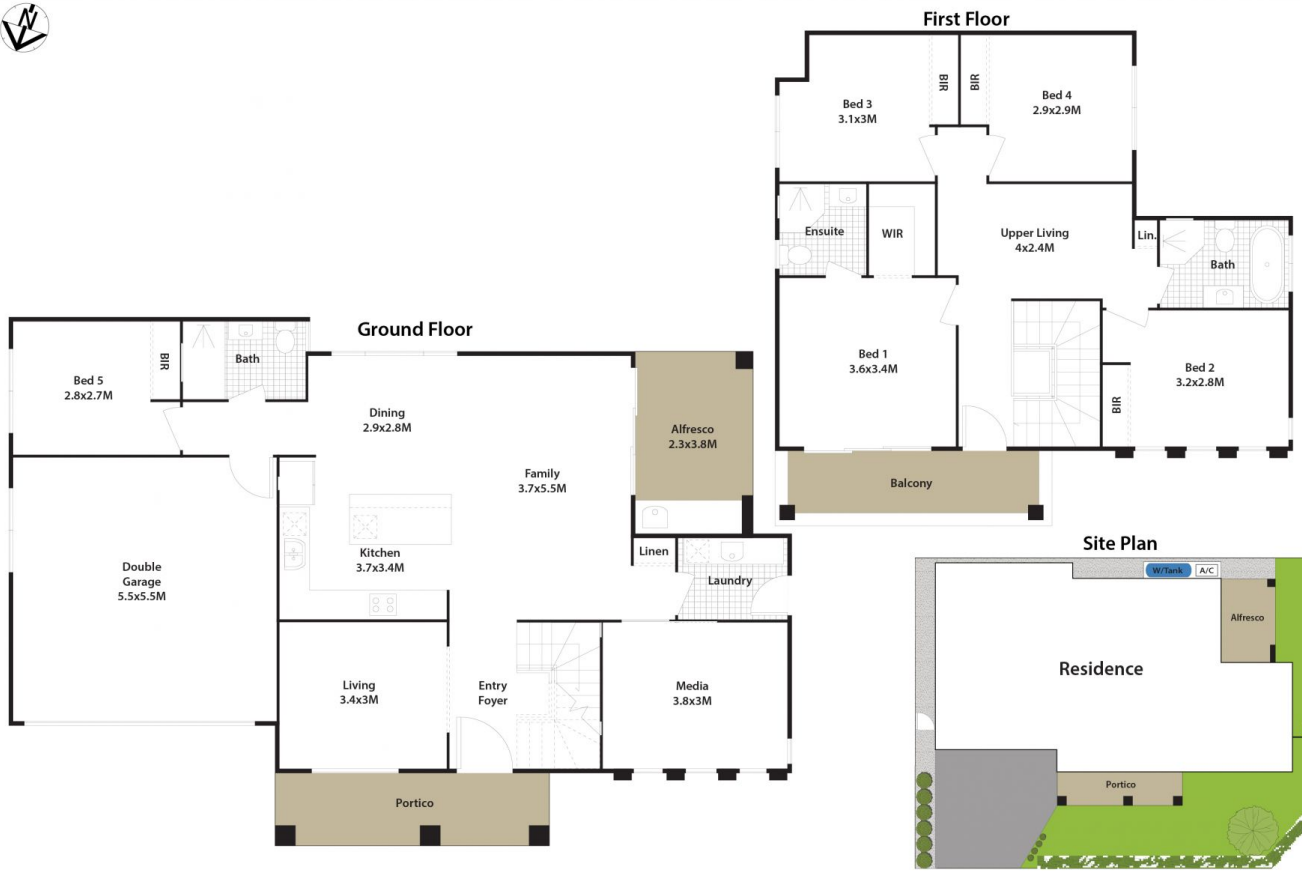 N
First Floor
Bed 3
3.1x3M
BIR
BIR
Bed 4
2.9x2.9M
Ensuite
WIR
Upper Living
4x2.4M
Lin.
Bath
Bed 1
3.6x3.4M
Bed 2
3.2x2.8M
BIR
Balcony
Ground Floor
Bed 5
2.8x2.7M
BIR
Bath
Dining
2.9x2.8M
Alfresco
2.3x3.8M
Family
3.7x5.5M
Kitchen
3.7x3.4M
Linen
Laundry
Double
Garage
5.5x5.5M
Living
3.4x3M
Entry
Foyer
Media
3.8x3M
Portico
Site Plan
W/Tank
A/C
Alfresco
Residence
Portico